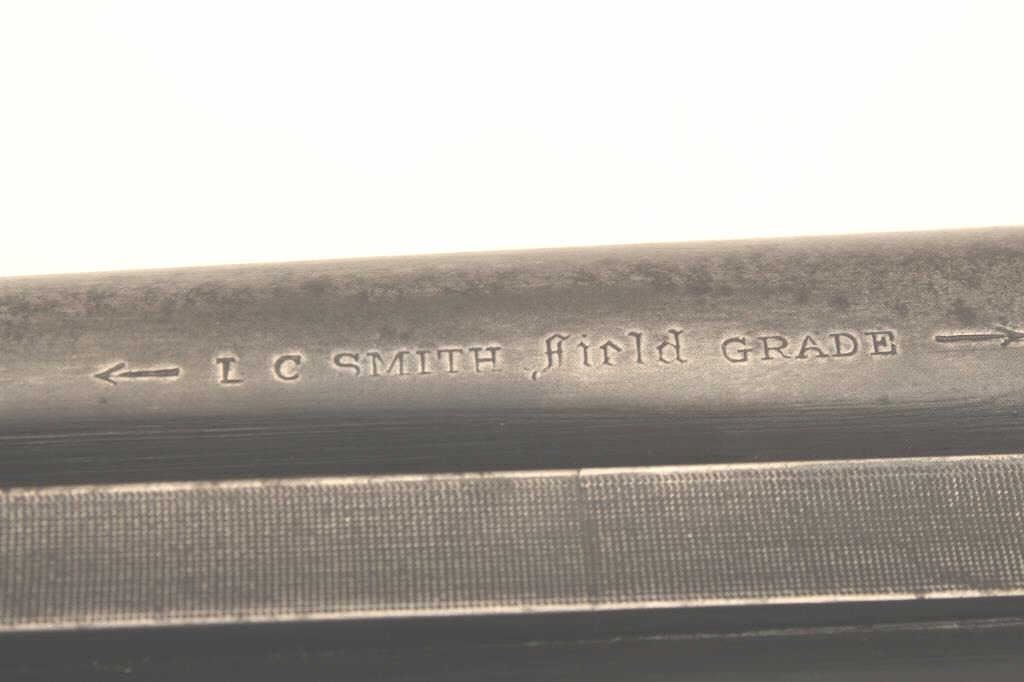 ← L C SMITH field GRADE →